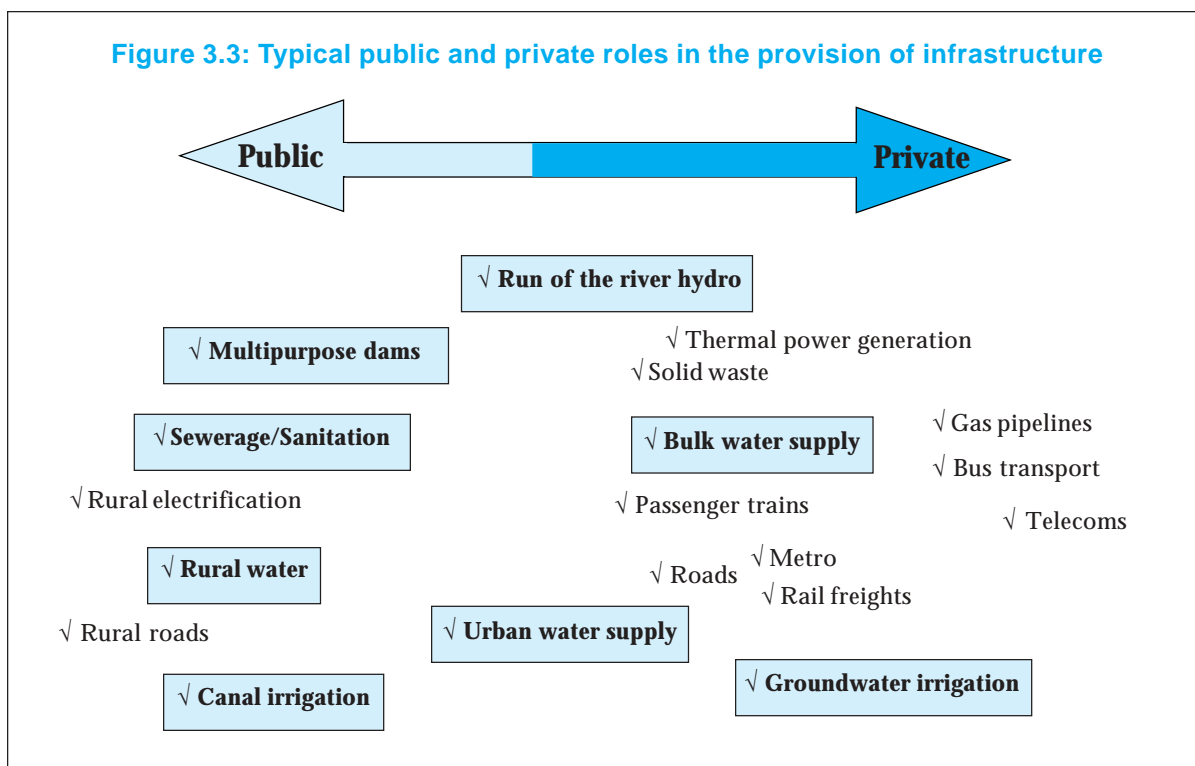 Figure 3.3: Typical public and private roles in the provision of infrastructure
Public
Private
√ Run of the river hydro
√ Multipurpose dams
√ Thermal power generation
√ Solid waste
√ Sewerage/Sanitation
√ Bulk water supply
√ Gas pipelines
√ Bus transport
√ Rural electrification
√ Passenger trains
√ Telecoms
√ Rural water
√ Roads
√ Metro
√ Rail freights
√ Rural roads
√ Urban water supply
√ Canal irrigation
√ Groundwater irrigation